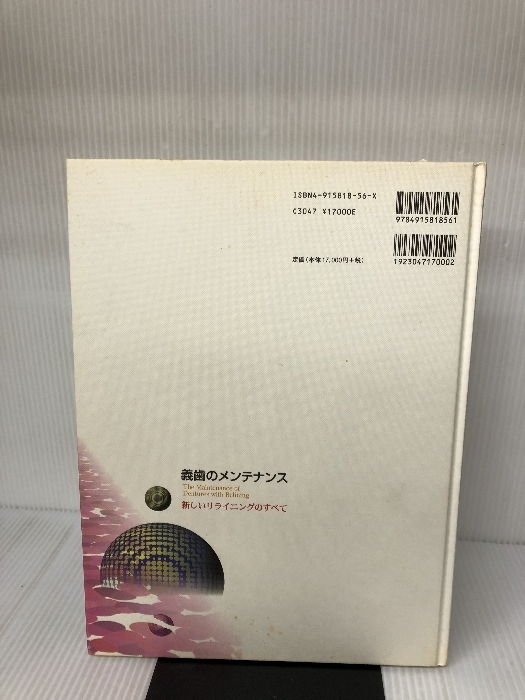 ISBN4-915818-56-X
C3047 ¥17000E
9784915818561
定価(本体17,000円+税)
1923047170002
義歯のメンテナンス
The Maintenance of
Dentures with Relining
新しいリライニングのすべて